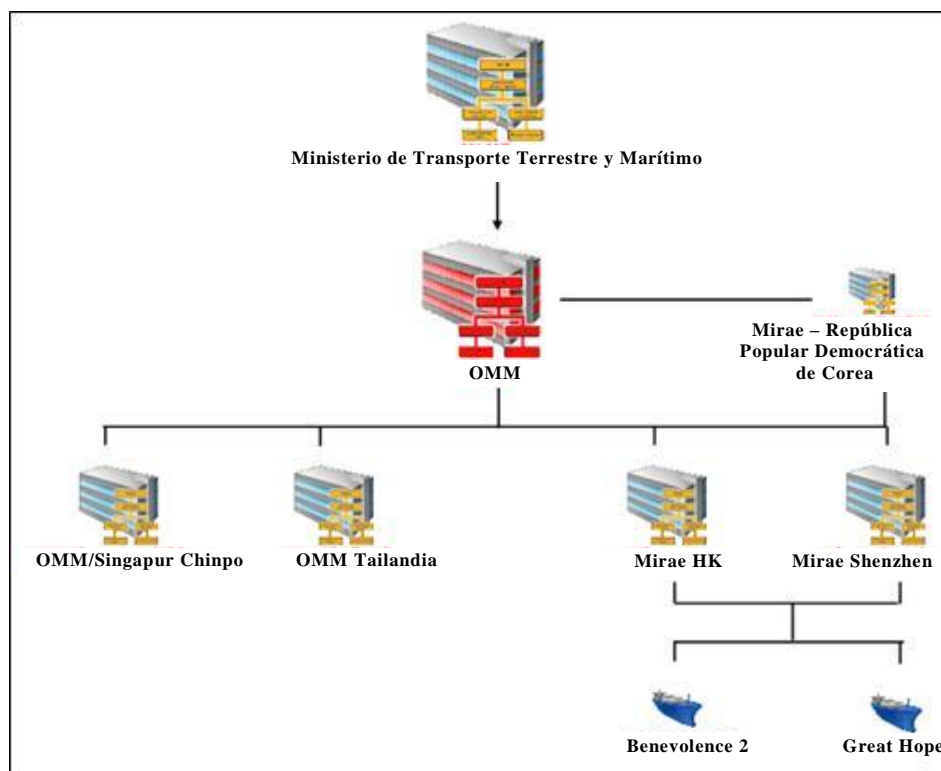 Ministerio de Transporte Terrestre y Marítimo
OMM
Mirae – República
Popular Democrática
de Corea
OMM/Singapur Chinpo
OMM Tailandia
Mirae HK
Mirae Shenzhen
Benevolence 2
Great Hope